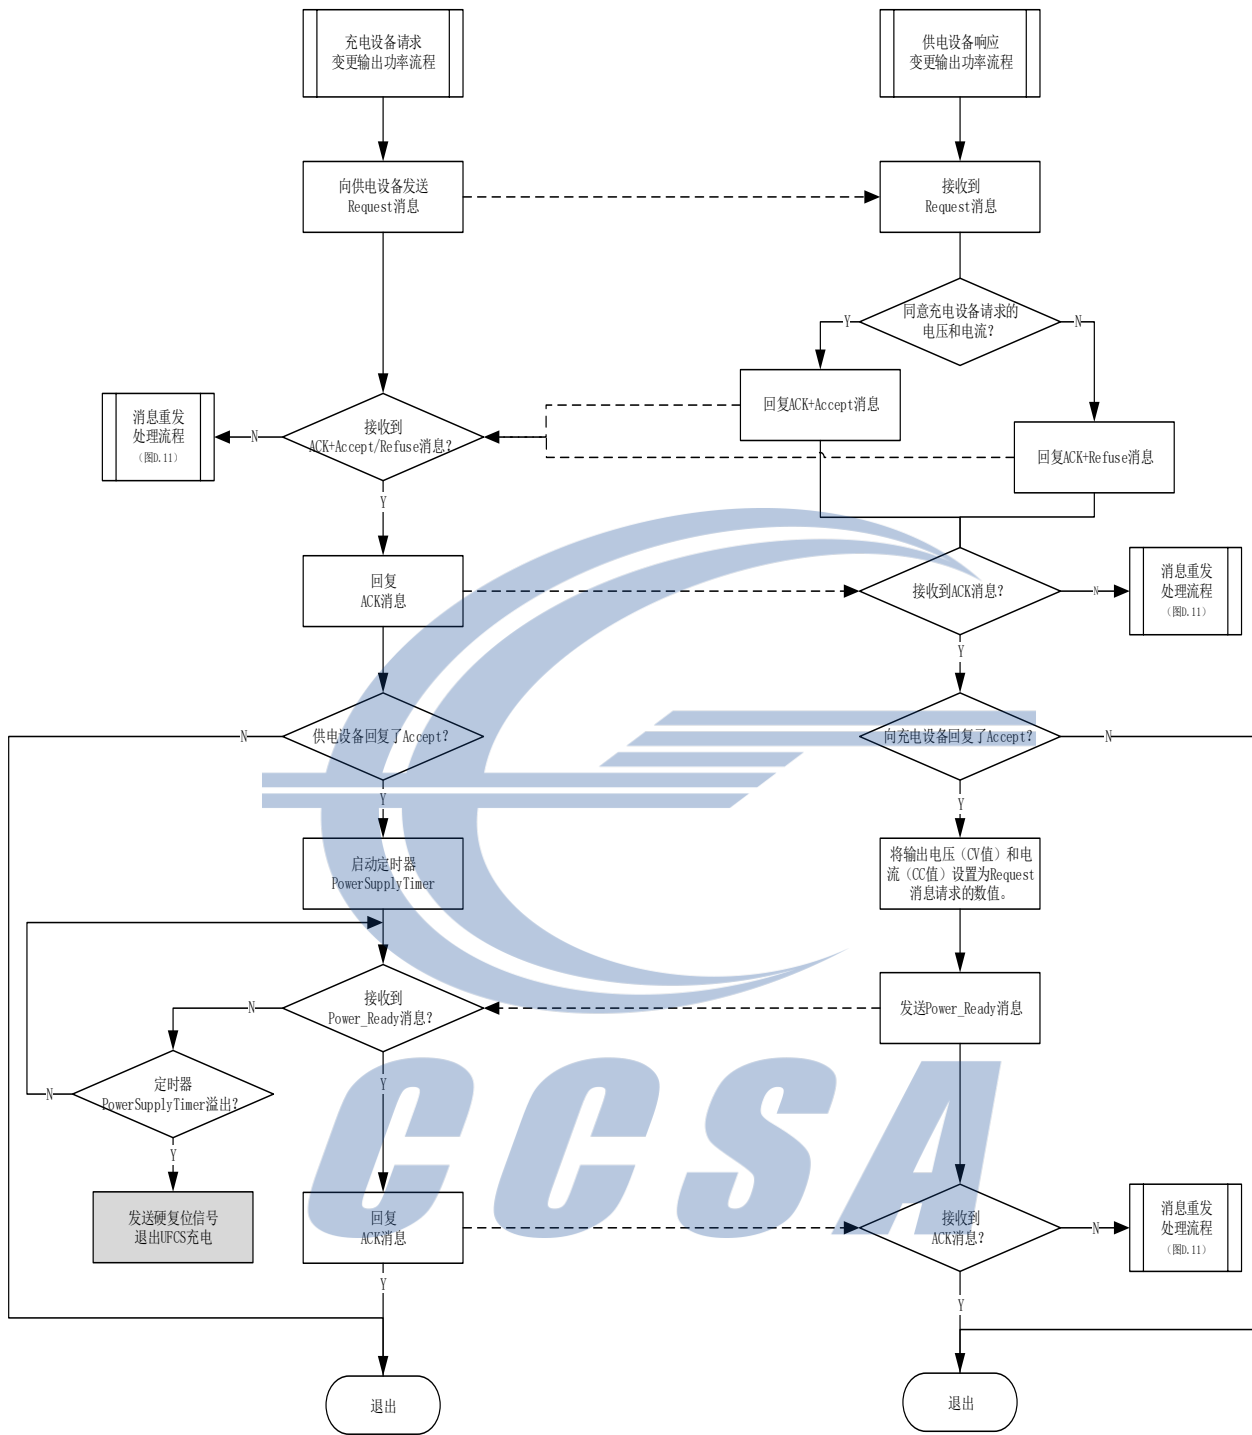 充电设备请求
变更输出功率流程
供电设备响应
变更输出功率流程
向供电设备发送
Request消息
接收到
Request消息
同意充电设备请求的
电压和电流？
Y
N
回复ACK+Accept消息
消息重发
处理流程
（图D.11）
N
接收到
ACK+Accept/Refuse消息？
回复ACK+Refuse消息
Y
回复
ACK消息
接收到ACK消息？
N
消息重发
处理流程
（图D.11）
Y
N
供电设备回复了Accept？
向充电设备回复了Accept？
N
Y
Y
启动定时器
PowerSupplyTimer
将输出电压（CV值）和电
流（CC值）设置为Request
消息请求的数值。
N
接收到
Power_Ready消息？
发送Power_Ready消息
Y
N
定时器
PowerSupplyTimer溢出？
Y
发送硬复位信号
退出UFCS充电
回复
ACK消息
接收到
ACK消息？
N
消息重发
处理流程
（图D.11）
Y
Y
退出
退出
CCSA